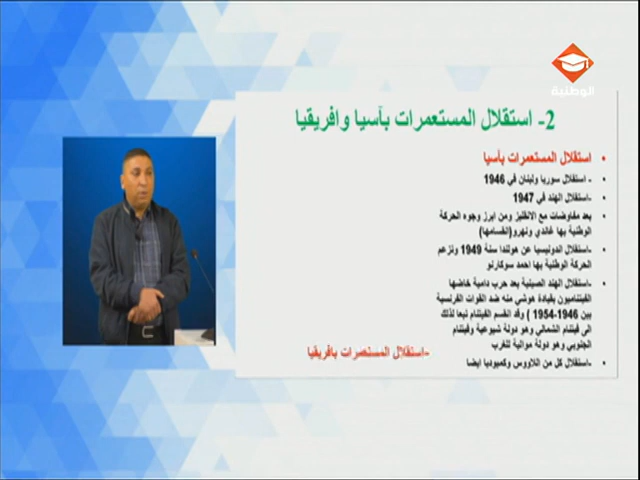 الوطنية
2- استقلال المستعمرات بآسيا وافريقيا
• استقلال المستعمرات بأسيا
• - استقلال سوريا ولبنان في 1946
• -استقلال الهند في 1947
• بعد مفاوضات مع الانقليز ومن ابرز وجوه الحركة
الوطنية بها غاندي ونهرو(انقسامها)
• -استقلال اندونيسيا عن هولندا سنة 1949 وتزعم
الحركة الوطنية بها احمد سوكارنو
• -استقلال الهند الصينية بعد حرب دامية خاضها
الفيتناميون بقيادة هوشي منه ضد القوات الفرنسية
بين 1946-1954 ) وقد انقسم الفيتنام تبعا لذلك
الى فيتنام الشمالي وهو دولة شيوعية وفيتنام
الجنوبي وهو دولة موالية للغرب
-إستقلال المستعمرات بافريقيا
• -استقلال كل من اللاووس وكمبوديا ايضا